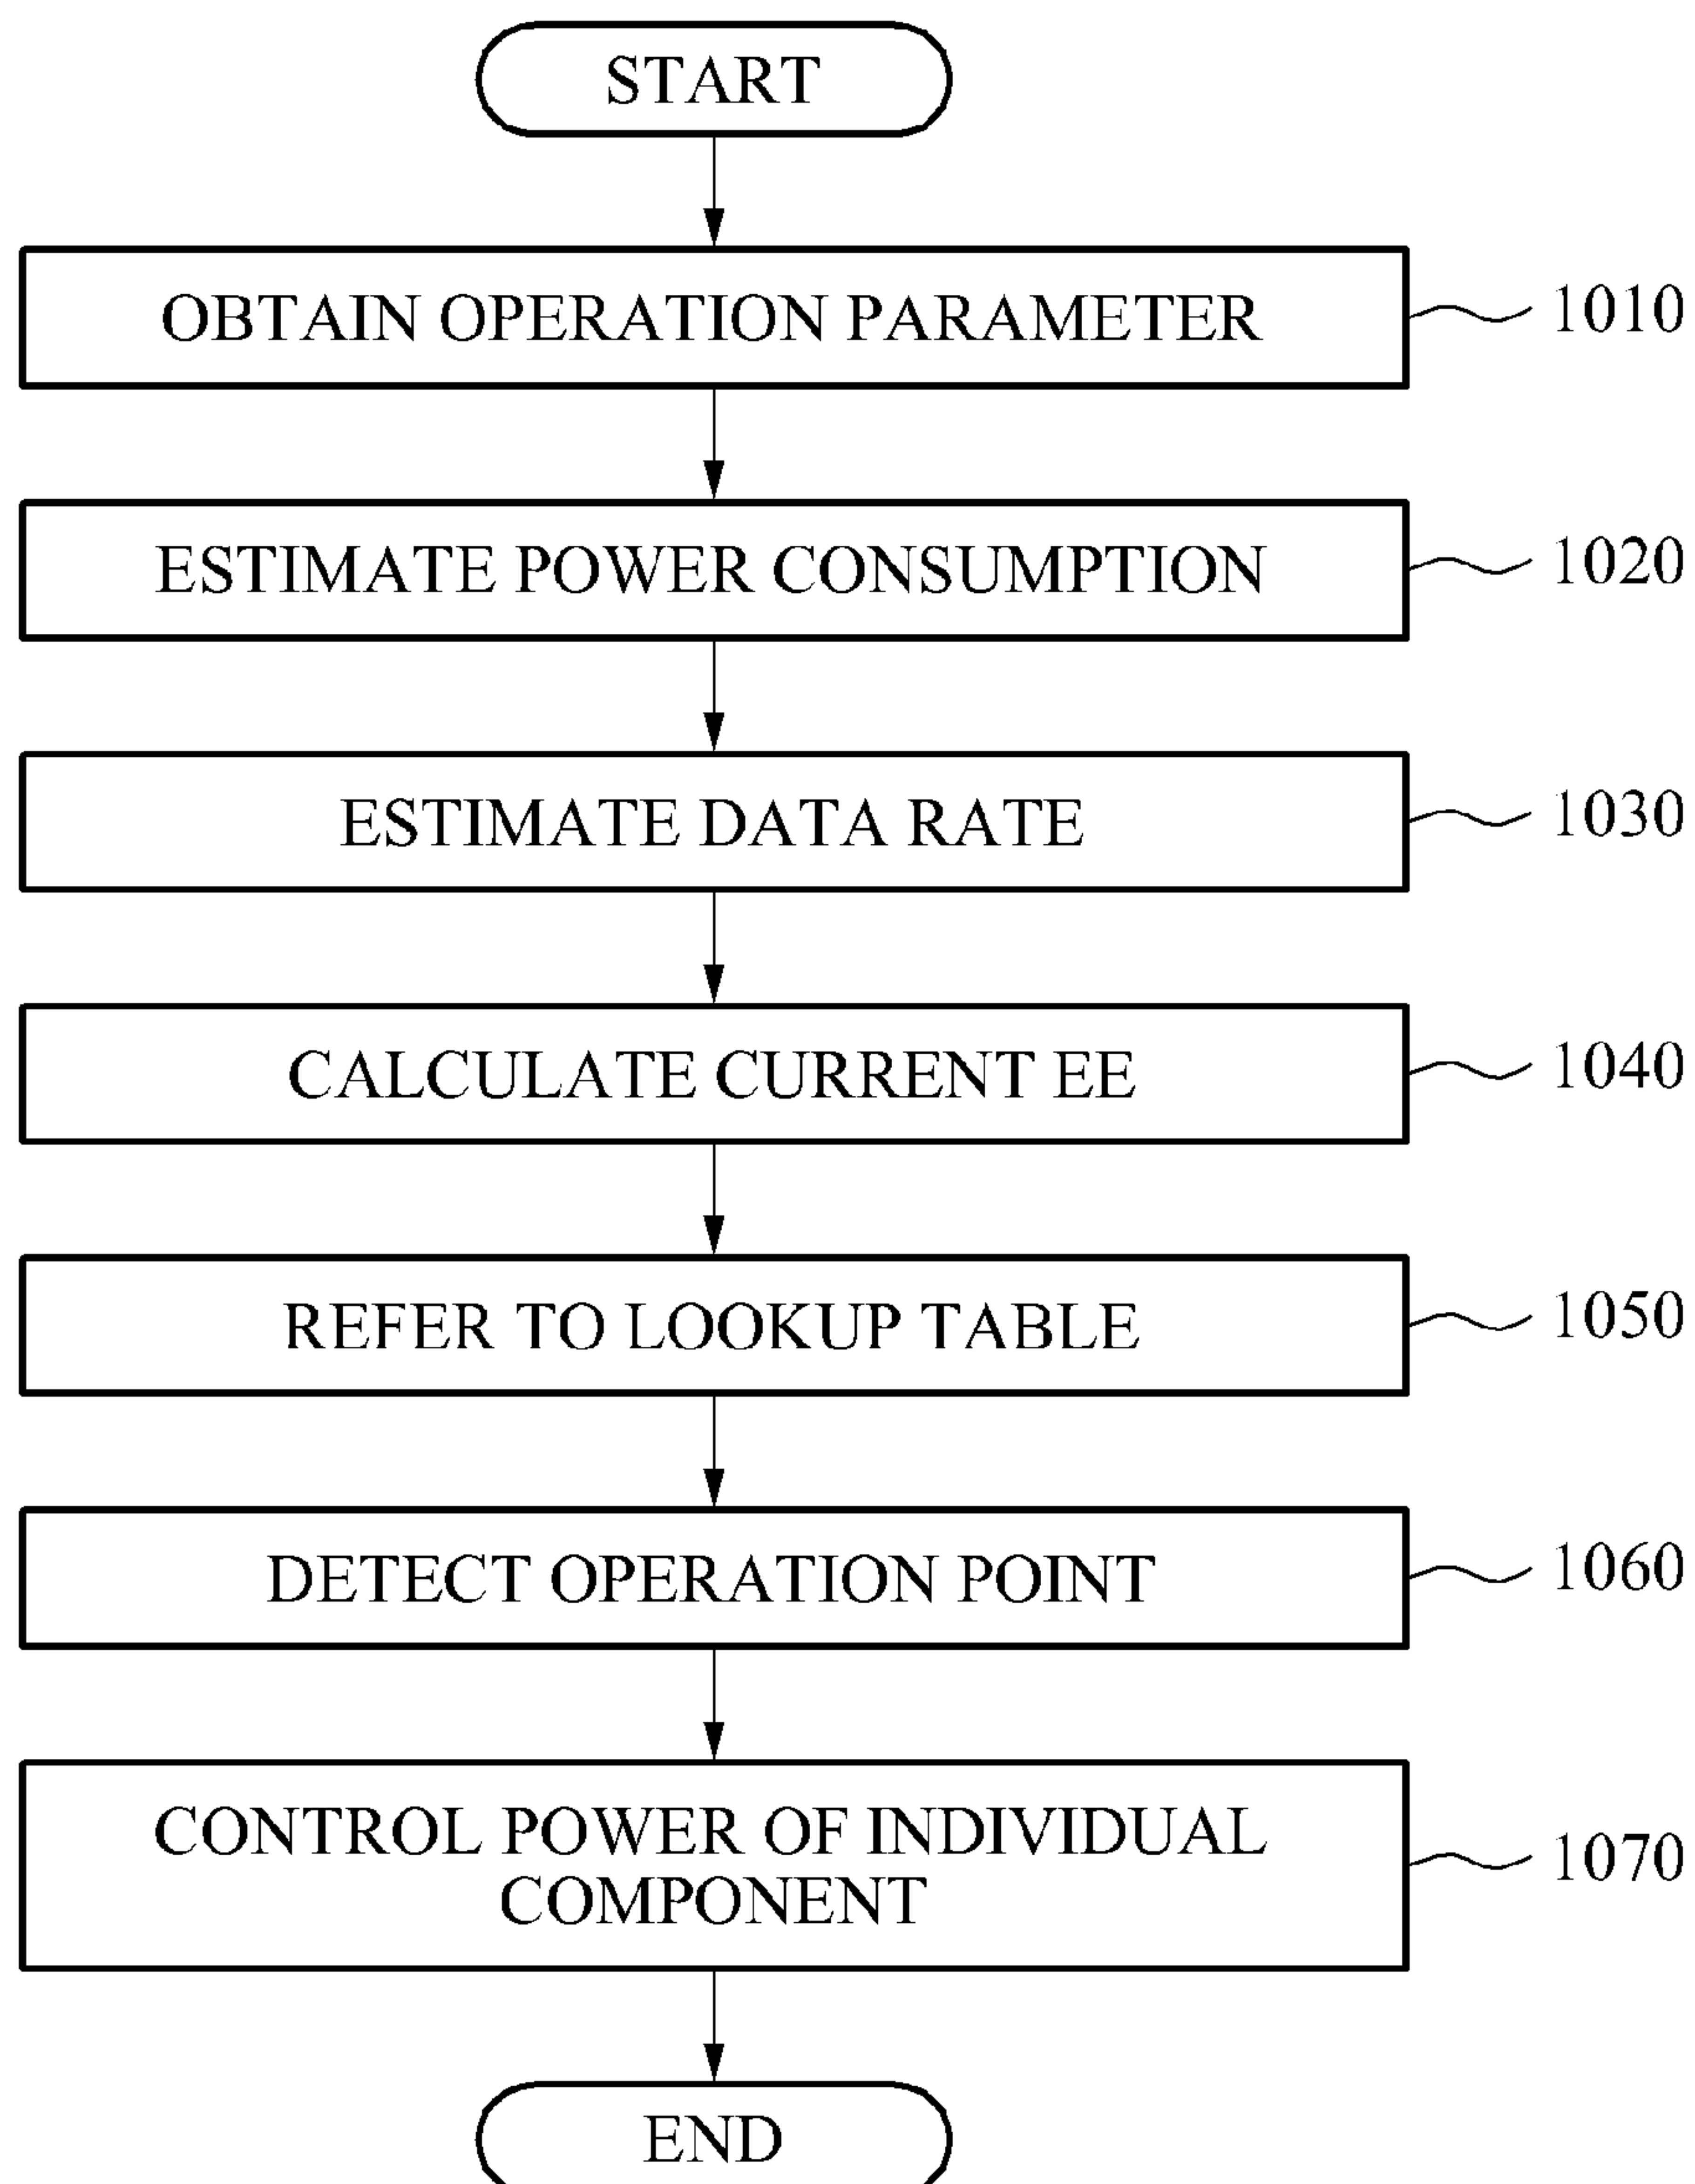 START
OBTAIN OPERATION PARAMETER
1010
ESTIMATE POWER CONSUMPTION
1020
ESTIMATE DATA RATE
1030
CALCULATE CURRENT EE
1040
REFER TO LOOKUP TABLE
1050
DETECT OPERATION POINT
1060
CONTROL POWER OF INDIVIDUAL
COMPONENT
1070
END